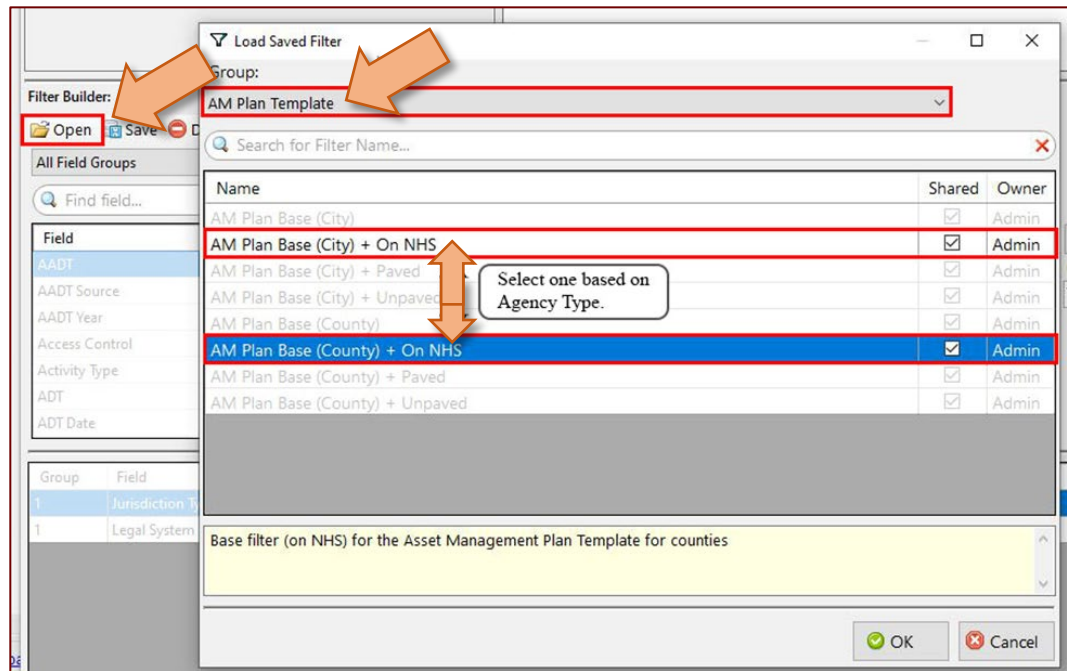 Load Saved Filter
Group:
AM Plan Template
Search for Filter Name...
Name Shared Owner
AM Plan Base (City) Admin
AM Plan Base (City) + On NHS Admin
AM Plan Base (City) + Paved Admin
AM Plan Base (City) + Unpaved Admin
AM Plan Base (County) Admin
AM Plan Base (County) + On NHS Admin
AM Plan Base (County) + Paved Admin
AM Plan Base (County) + Unpaved Admin
Select one based on
Agency Type.
Base filter (on NHS) for the Asset Management Plan Template for counties
OK Cancel
Filter Builder:
Open Save
All Field Groups
Find field...
Field
AADT
AADT Source
AADT Year
Access Control
Activity Type
ADT
ADT Date
Group Field
1 Jurisdiction
1 Legal System